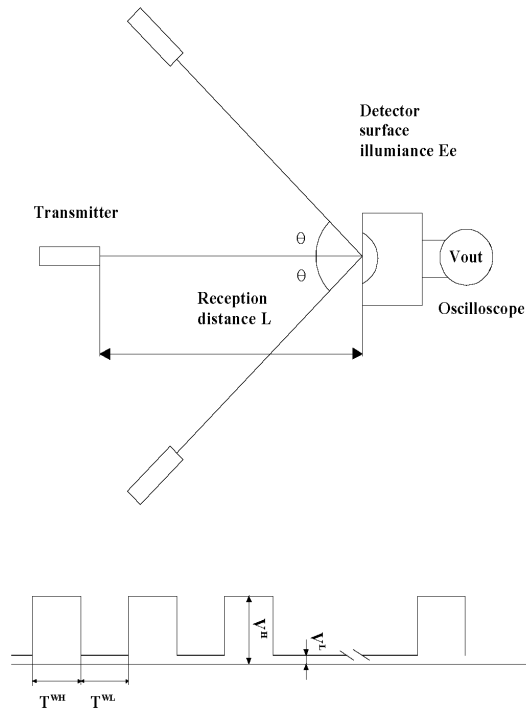 Detector
surface
illumiance Ee
Transmitter
Θ
Θ
Vout
Reception
distance L
Oscilloscope
VH
VL
TWH
TWL